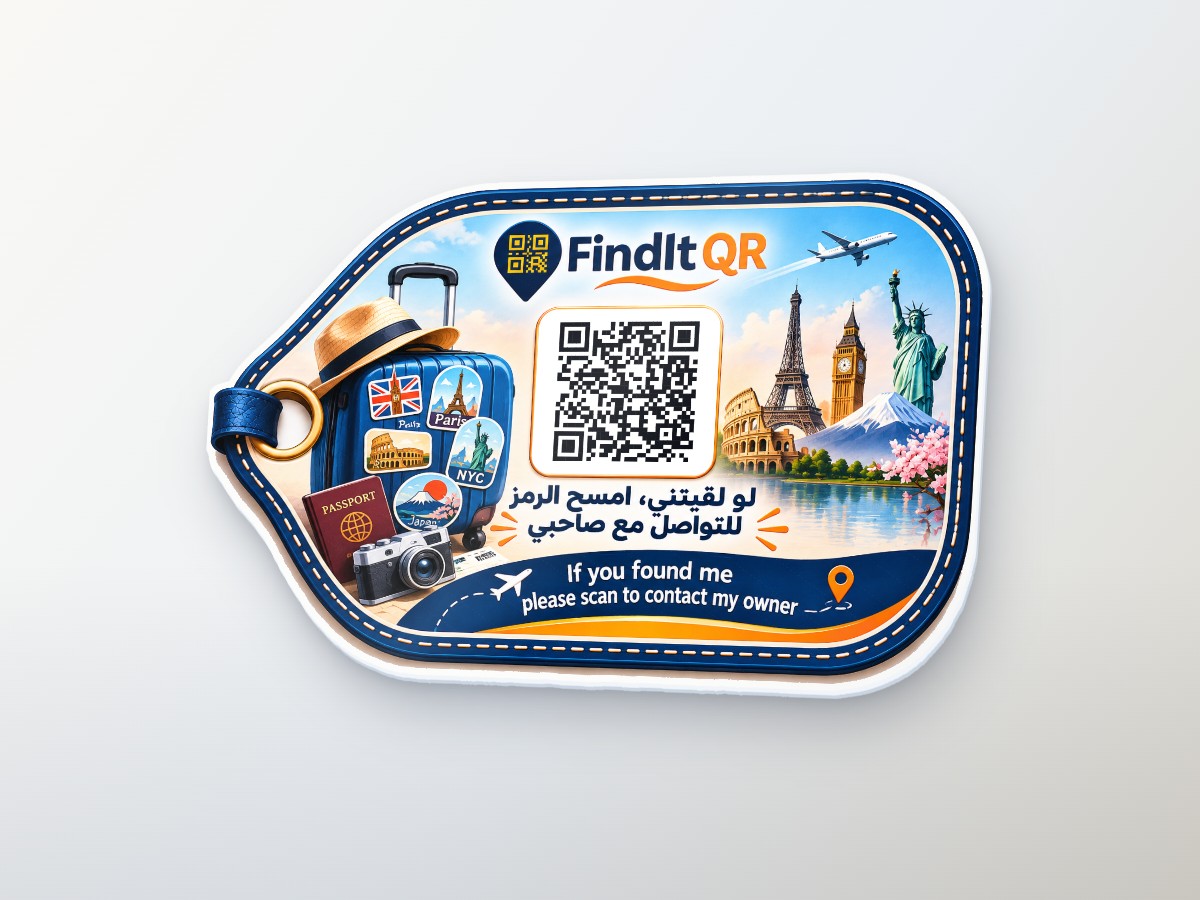 FindIt QR
Paris
NYC
PASSPORT
Japan
لو لقيتني، امسح الرمز
للتواصل مع صاحبي
If you found me
please scan to contact my owner